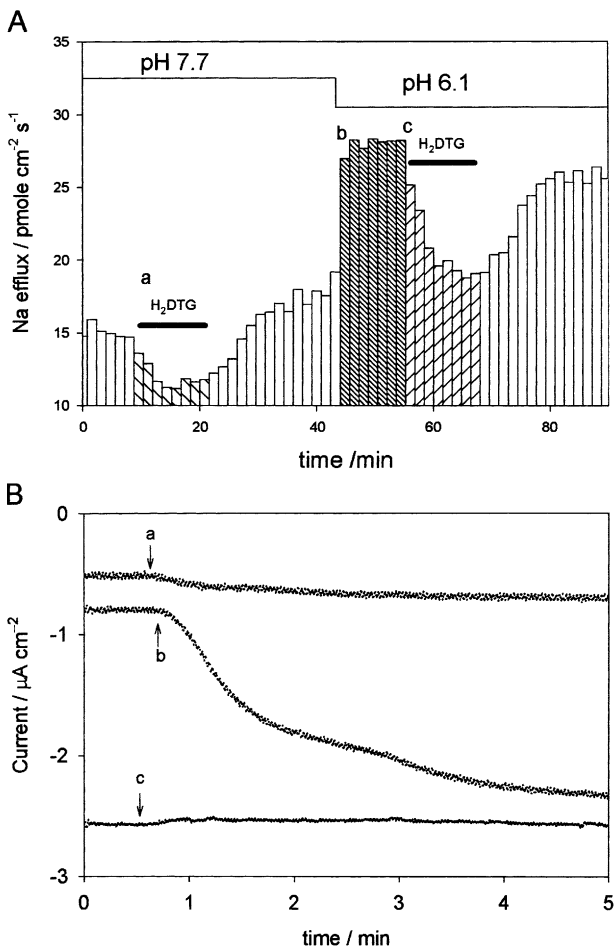 A
35
30
25
20
15
10
Na efflux / pmole cm⁻² s⁻¹
pH 7.7
pH 6.1
a
H₂DTG
b
c
H₂DTG
0
20
40
60
80
time /min
B
0
-1
-2
-3
Current / μA cm⁻²
a
b
c
0
1
2
3
4
5
time / min